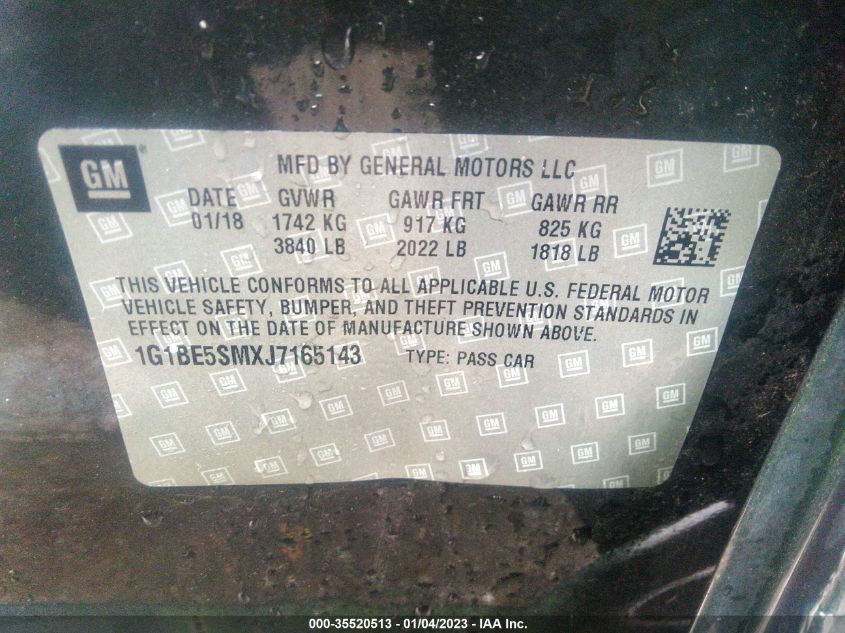 GM
MFD BY GENERAL MOTORS LLC
DATE GVWR GAWR FRT GAWR RR
01/18 1742 KG 917 KG 825 KG
3840 LB 2022 LB 1818 LB
THIS VEHICLE CONFORMS TO ALL APPLICABLE U.S. FEDERAL MOTOR
VEHICLE SAFETY, BUMPER, AND THEFT PREVENTION STANDARDS IN
EFFECT ON THE DATE OF MANUFACTURE SHOWN ABOVE.
1G1BE5SMXJ7165143 TYPE: PASS CAR
000-35520513 - 01/04/2023 - IAA Inc.